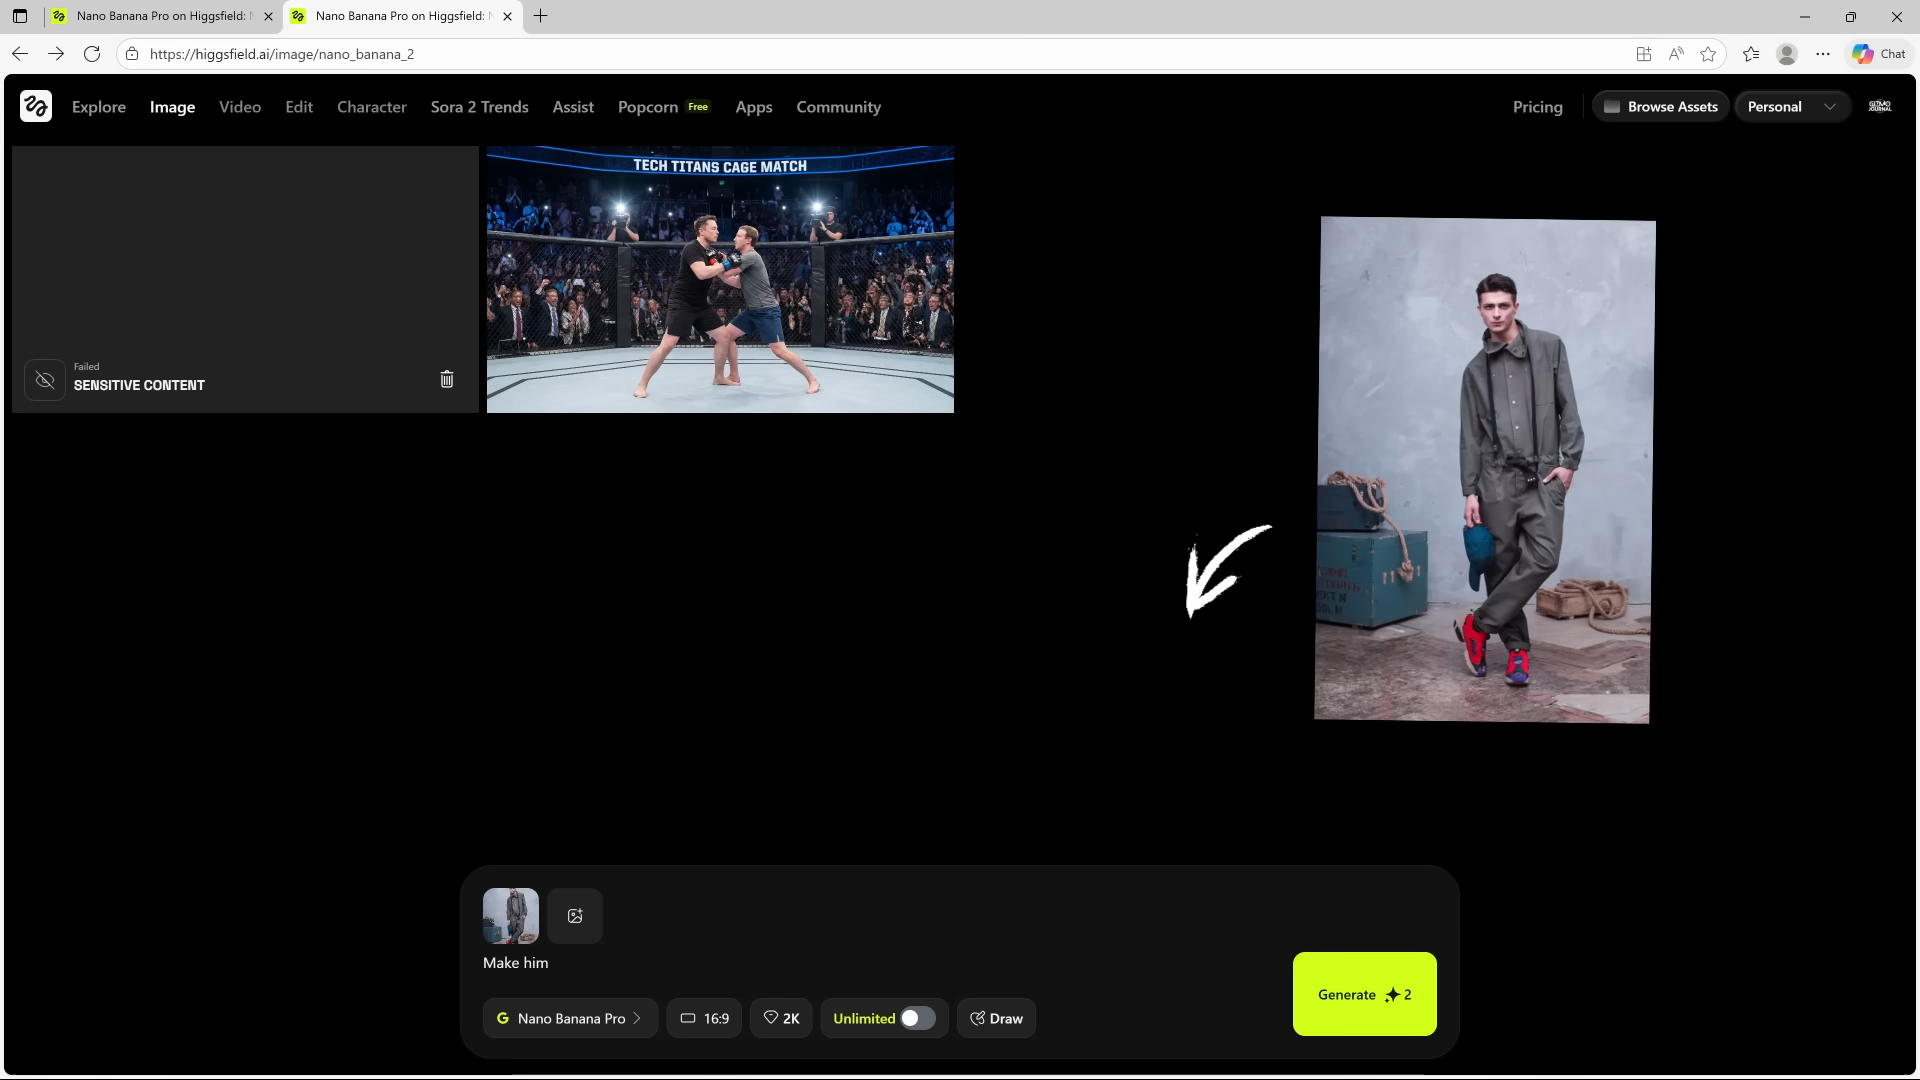 Nano Banana Pro on Higgsfield:
Nano Banana Pro on Higgsfield:
https://higgsfield.ai/image/nano_banana_2
Chat
Explore
Image
Video
Edit
Character
Sora 2 Trends
Assist
Popcorn Free
Apps
Community
Pricing
Browse Assets
Personal
GITMO
JOURNAL
TECH TITANS CAGE MATCH
Failed
SENSITIVE CONTENT
Make him
Nano Banana Pro
16:9
2K
Unlimited
Draw
Generate 2